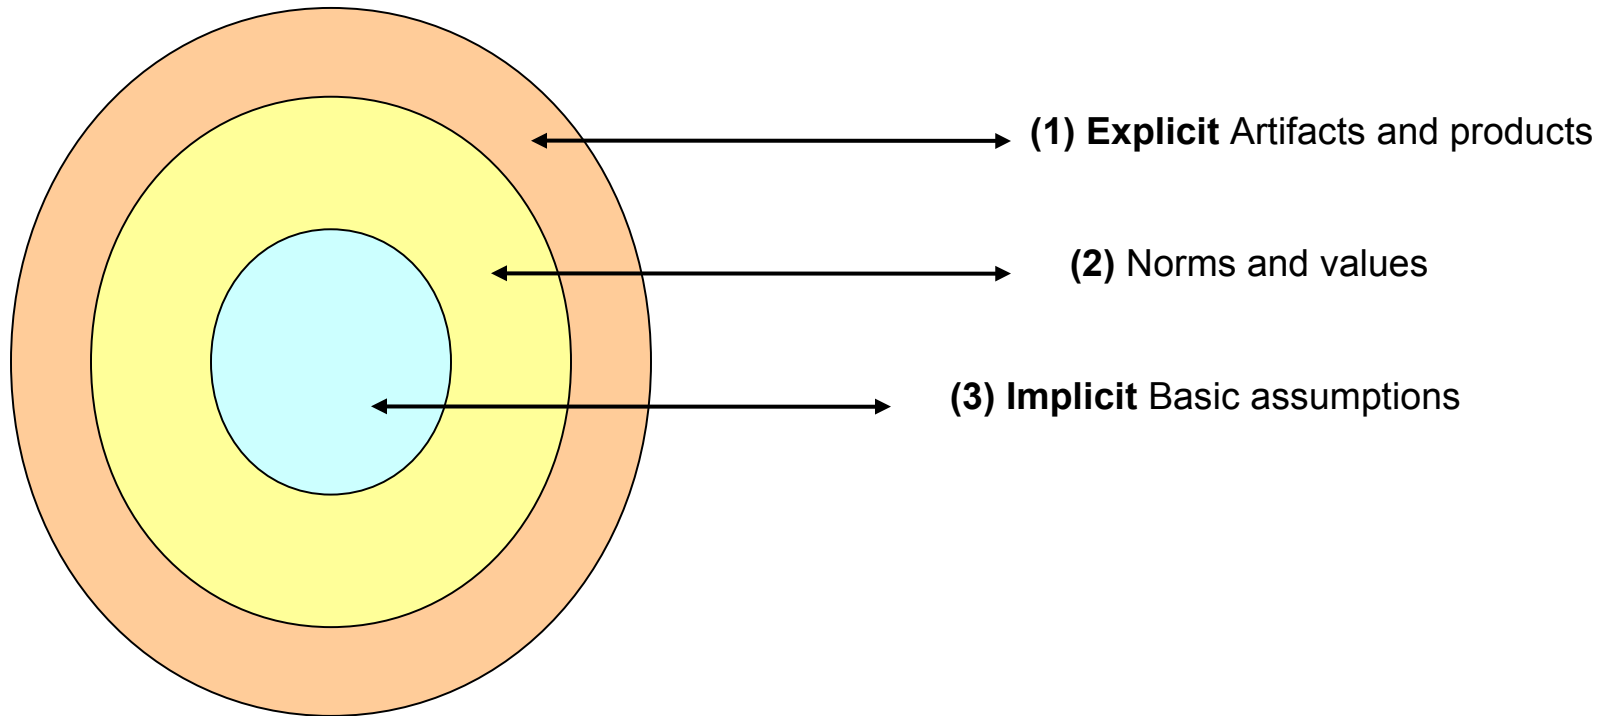 (1) Explicit Artifacts and products
(2) Norms and values
(3) Implicit Basic assumptions